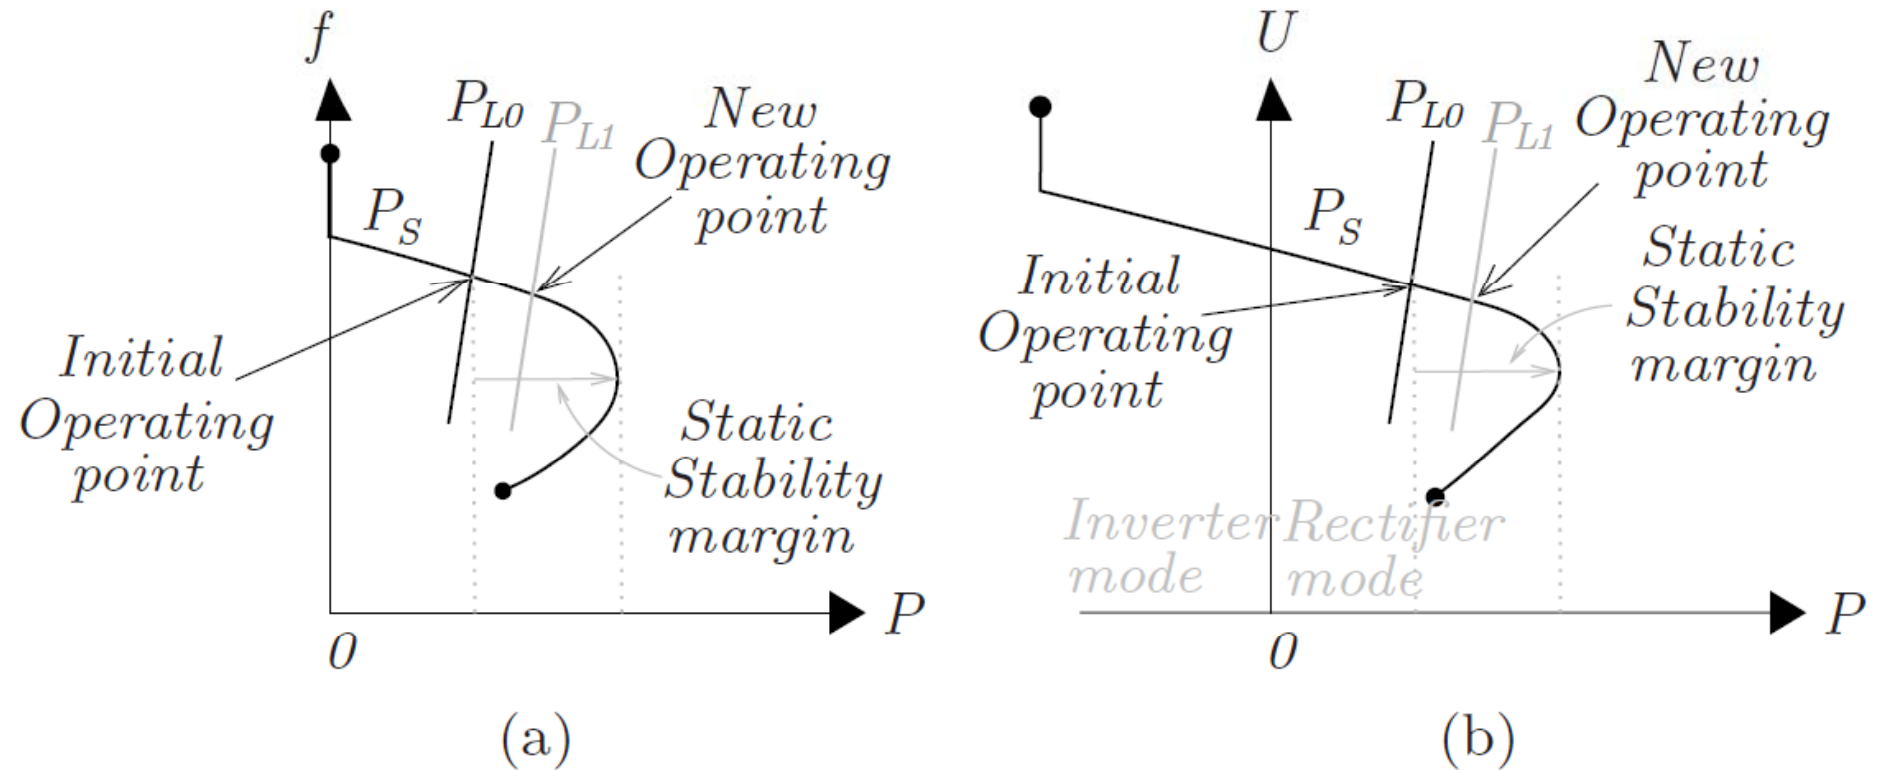 f
P_L0
P_L1
New
Operating
point
P_S
Initial
Operating
point
Static
Stability
margin
P
0
(a)
U
P_L0
P_L1
New
Operating
point
P_S
Static
Stability
margin
Initial
Operating
point
Inverter
mode
Rectifier
mode
P
0
(b)